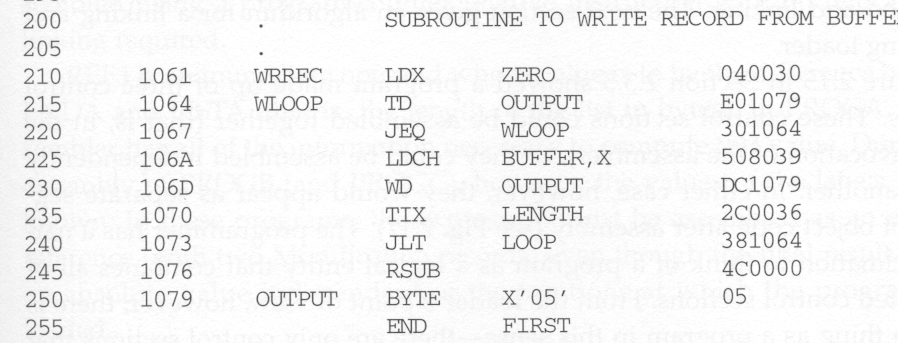 200 . SUBROUTINE TO WRITE RECORD FROM BUFFER
205 .
210 1061 WRREC LDX ZERO 040030
215 1064 WLOOP TD OUTPUT E01079
220 1067 JEQ WLOOP 301064
225 106A LDCH BUFFER,X 508039
230 106D WD OUTPUT DC1079
235 1070 TIX LENGTH 2C0036
240 1073 JLT LOOP 381064
245 1076 RSUB 4C0000
250 1079 OUTPUT BYTE X'05' 05
255 END FIRST